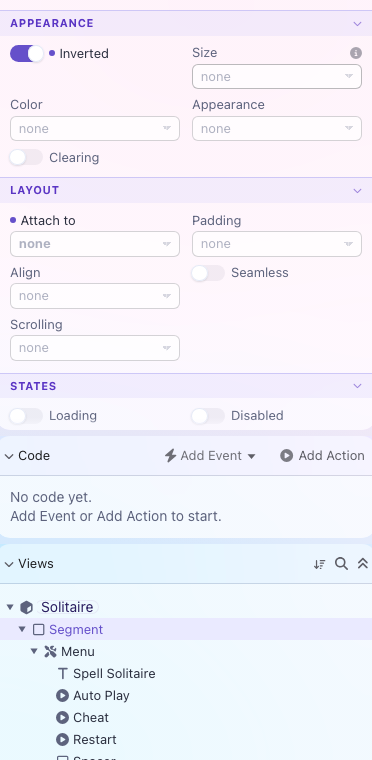 APPEARANCE
Inverted
Size
none
Color
Appearance
none
none
Clearing
LAYOUT
Attach to
Padding
none
none
Align
Seamless
none
Scrolling
none
STATES
Loading
Disabled
Code
Add Event
Add Action
No code yet.
Add Event or Add Action to start.
Views
Solitaire
Segment
Menu
Spell Solitaire
Auto Play
Cheat
Restart